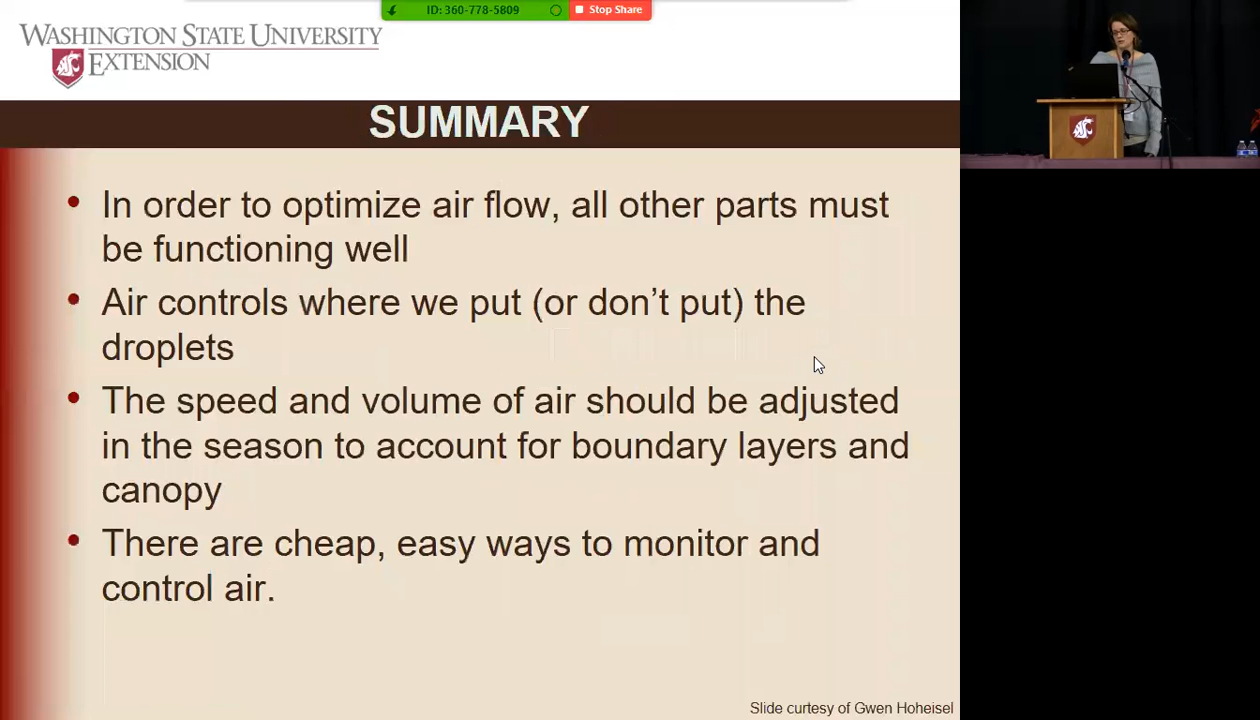 ID: 360-778-5809
Stop Share
WASHINGTON STATE UNIVERSITY
EXTENSION
SUMMARY
• In order to optimize air flow, all other parts must
be functioning well
• Air controls where we put (or don't put) the
droplets
• The speed and volume of air should be adjusted
in the season to account for boundary layers and
canopy
• There are cheap, easy ways to monitor and
control air.
Slide curtesy of Gwen Hoheisel